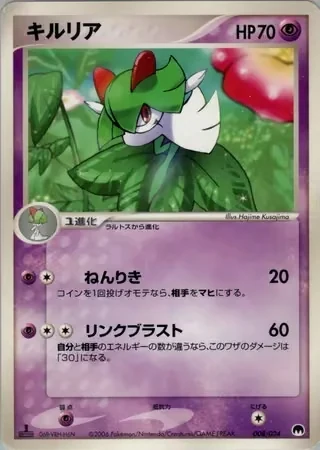 キルリア HP70
Illus. Hajime Kusajima
1進化
ラルトスから進化
ねんりき 20
コインを1回投げオモテなら、相手をマヒにする。
リンクブラスト 60
自分と相手のエネルギーの数が違うなら、このワザのダメージは
「30」になる。
弱点 抵抗力 にげる
©2006 Pokémon/Nintendo/Creatures/GAME FREAK.